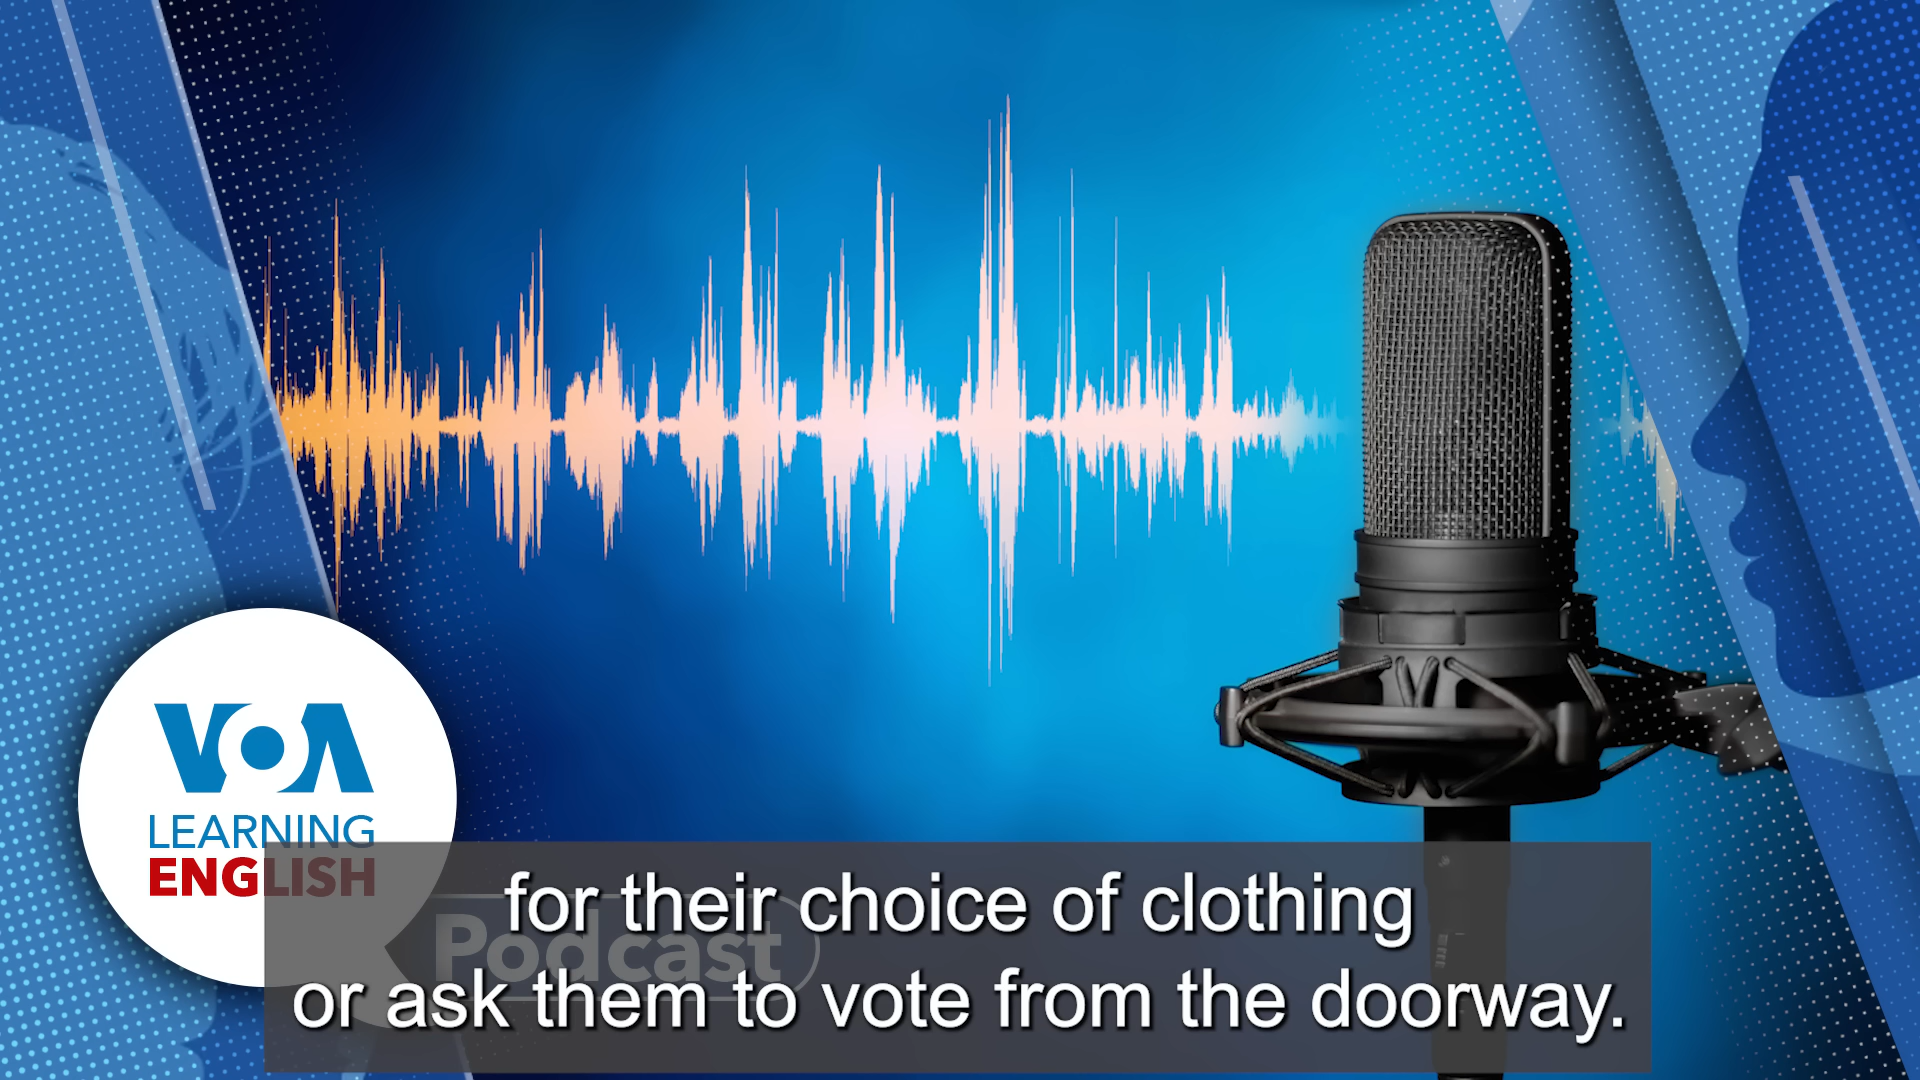 VOA
LEARNING
ENGLISH
Podcast
for their choice of clothing
or ask them to vote from the doorway.